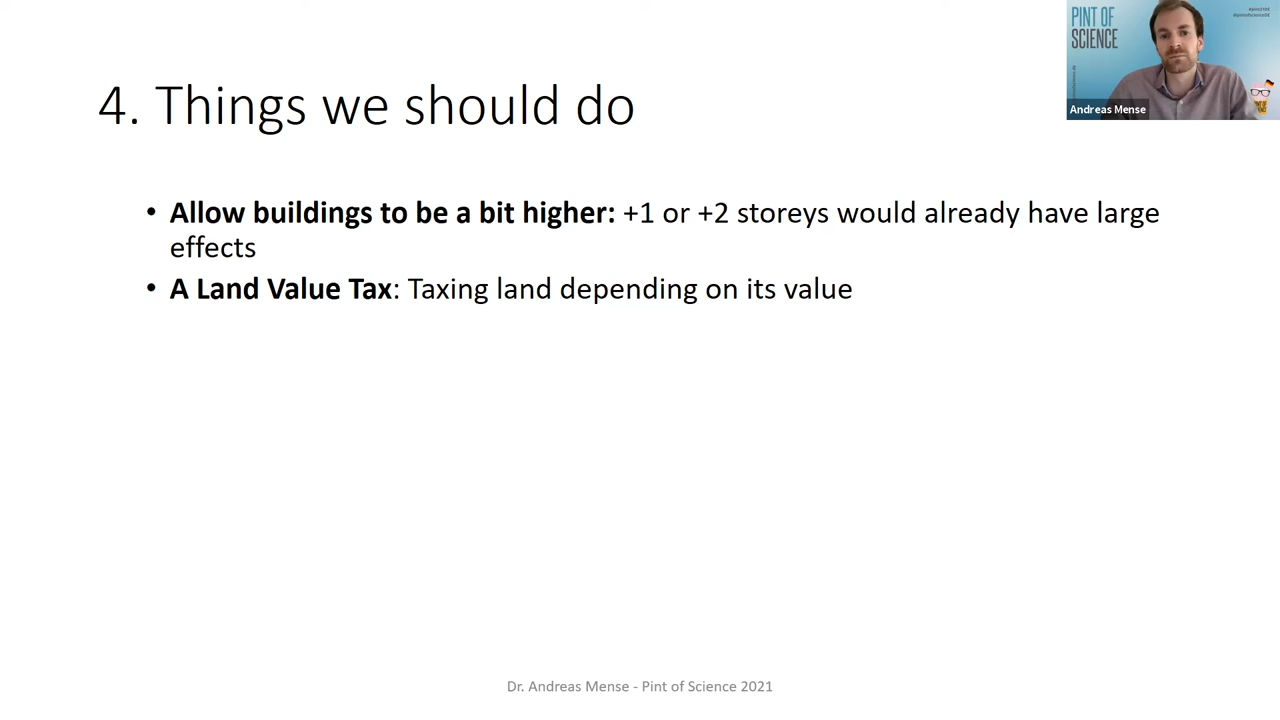 PINT OF
SCIENCE
Andreas Mense
4. Things we should do
• Allow buildings to be a bit higher: +1 or +2 storeys would already have large
effects
• A Land Value Tax: Taxing land depending on its value
Dr. Andreas Mense - Pint of Science 2021